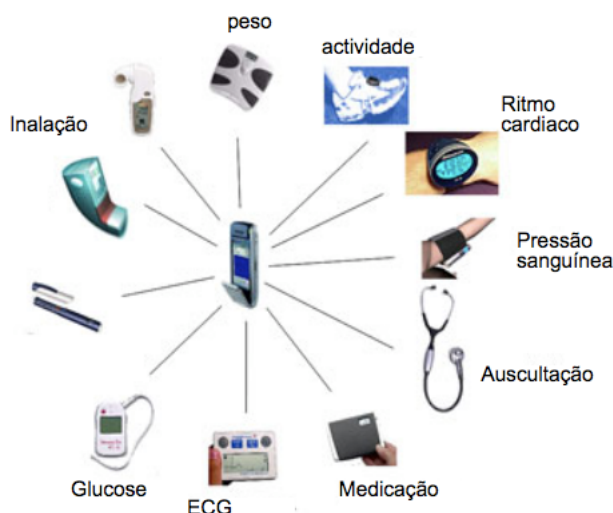 peso
actividade
Ritmo
cardiaco
Inalação
Pressão
sanguínea
Auscultação
Glucose
ECG
Medicação